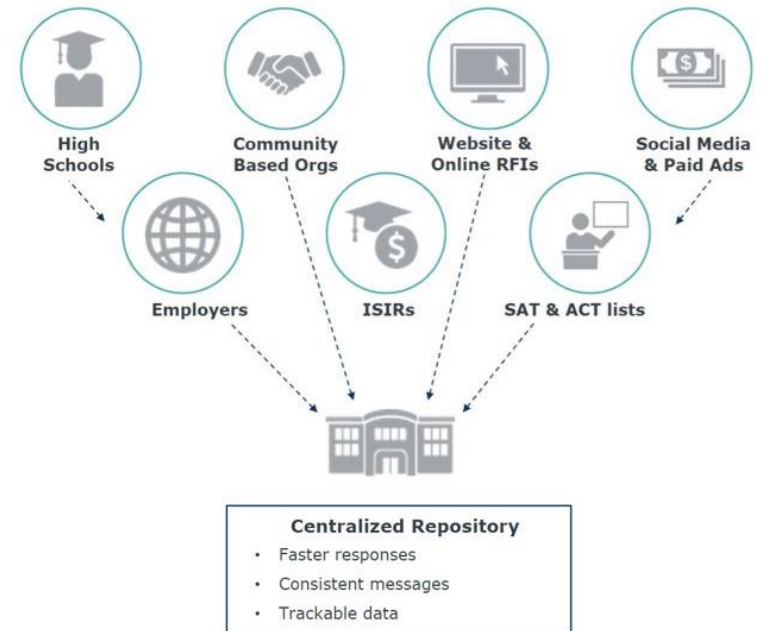 High
Schools
Community
Based Orgs
Website &
Online RFIs
Social Media
& Paid Ads
Employers
ISIRs
SAT & ACT lists
Centralized Repository
• Faster responses
• Consistent messages
• Trackable data